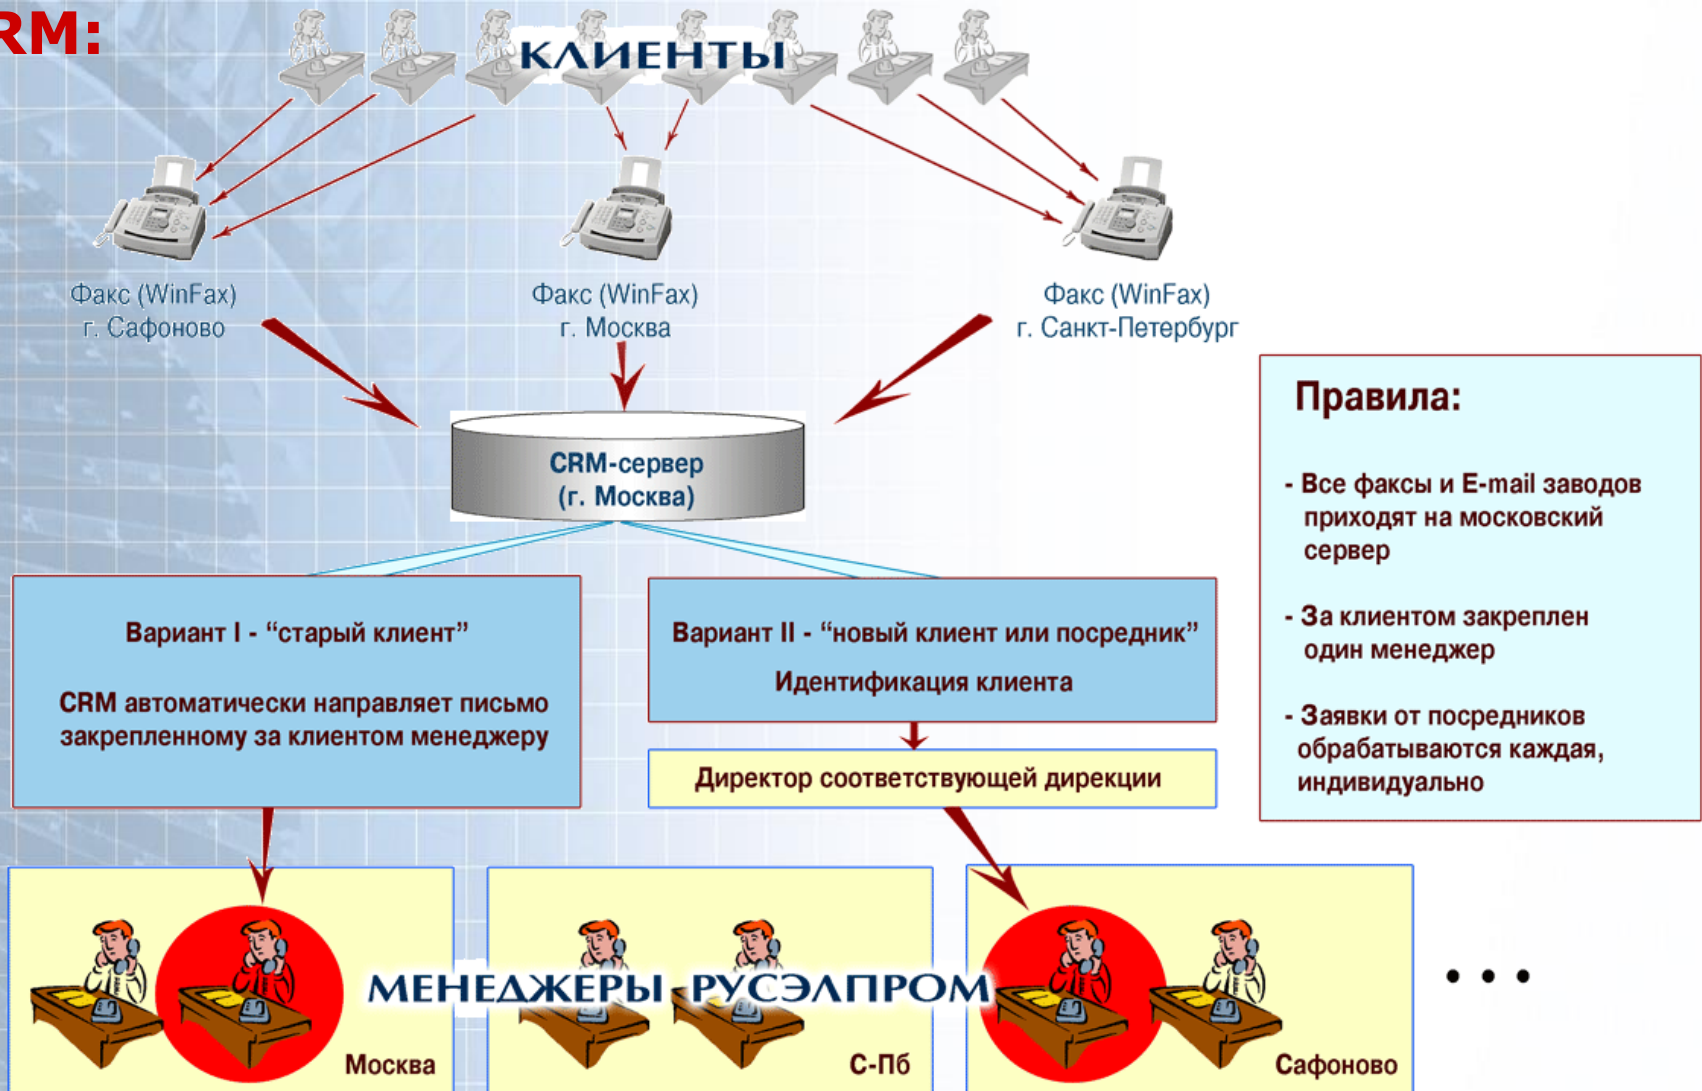 RM:
КЛИЕНТЫ
Факс (WinFax)
г. Сафоново
Факс (WinFax)
г. Москва
Факс (WinFax)
г. Санкт-Петербург
CRM-сервер
(г. Москва)
Правила:
- Все факсы и E-mail заводов
приходят на московский
сервер
- За клиентом закреплен
один менеджер
- Заявки от посредников
обрабатываются каждая,
индивидуально
Вариант I - “старый клиент”
CRM автоматически направляет письмо
закрепленному за клиентом менеджеру
Вариант II - “новый клиент или посредник”
Идентификация клиента
Директор соответствующей дирекции
МЕНЕДЖЕРЫ РУСЭЛПРОМ
Москва
С-Пб
Сафоново
...